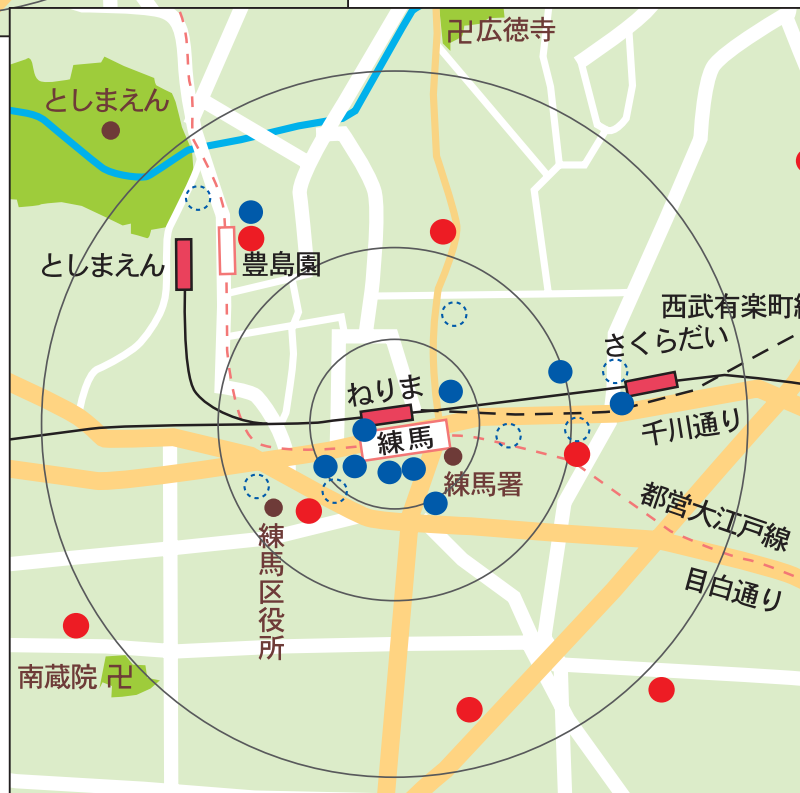 卍広徳寺
としまえん
としまえん
豊島園
西武有楽町線
さくらだい
ねりま
練馬
千川通り
練馬署
都営大江戸線
練馬区役所
目白通り
南蔵院 卍